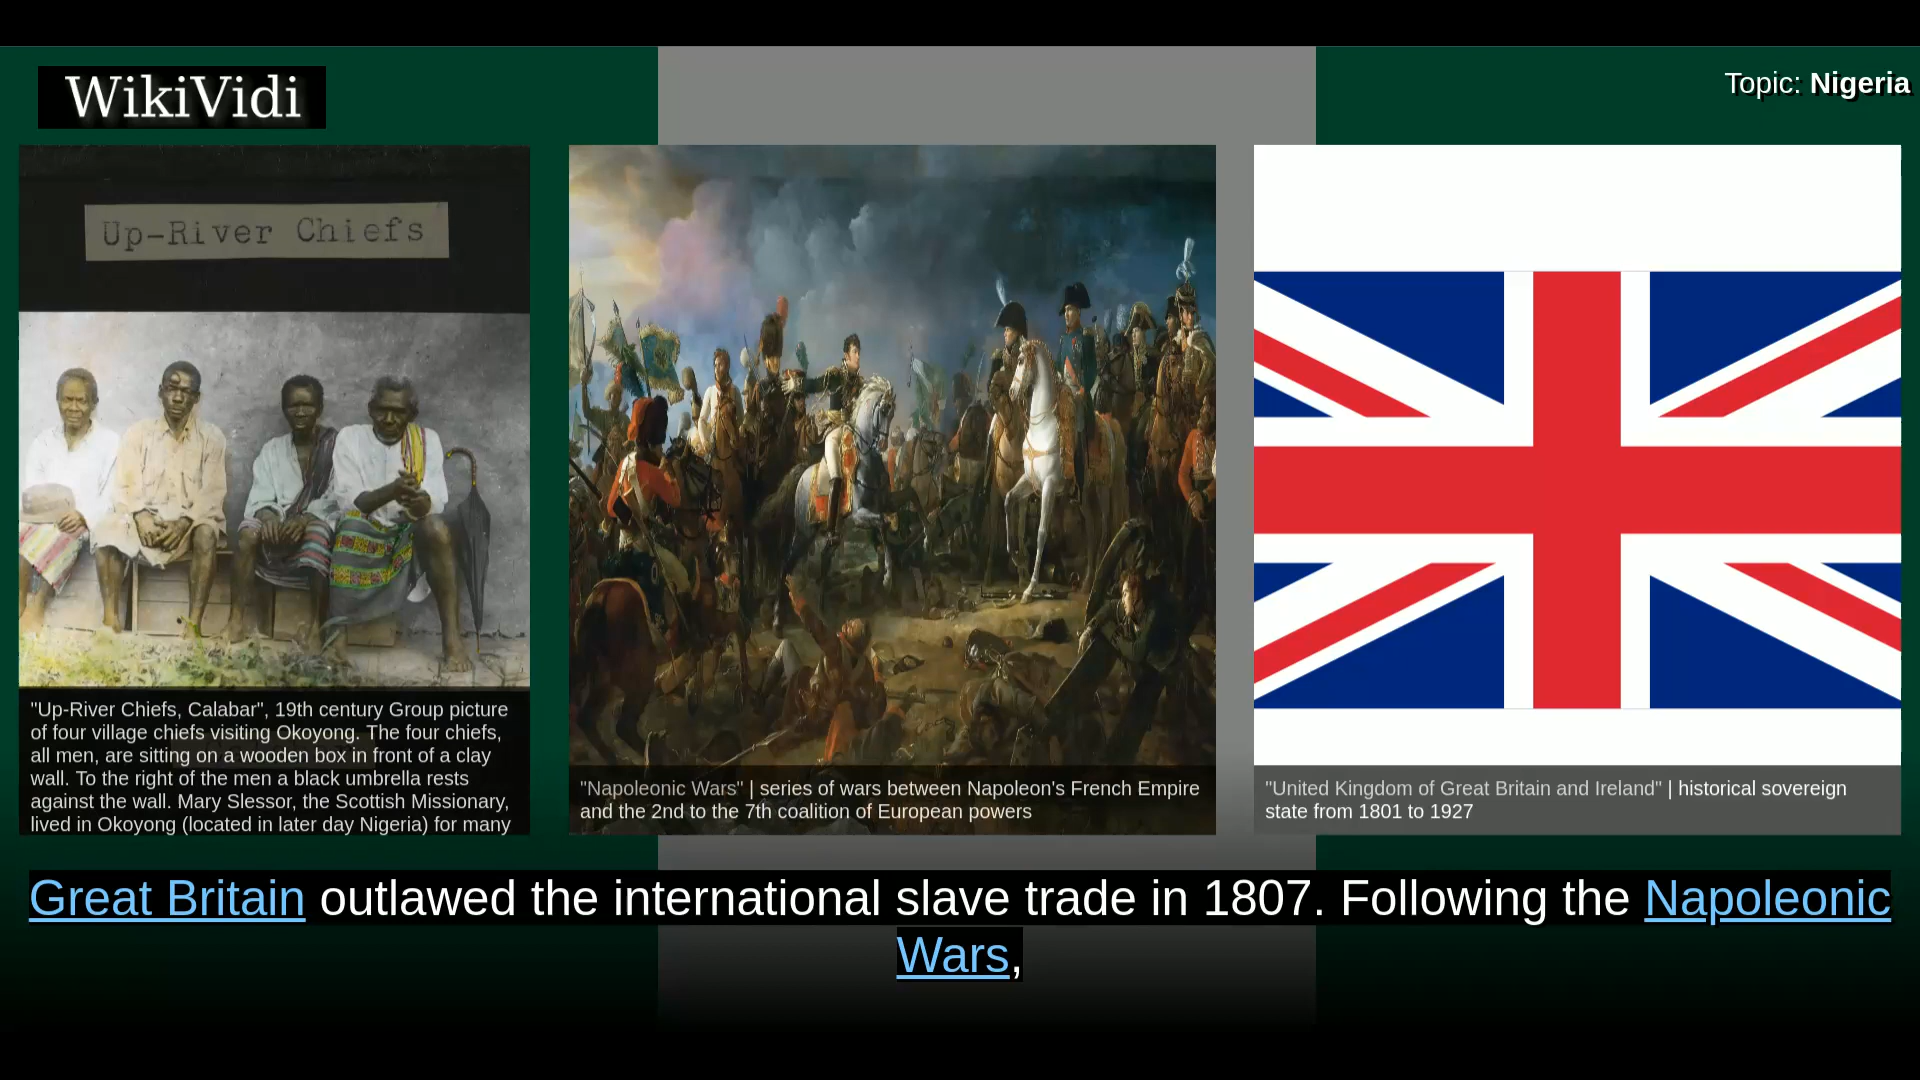 WikiVidi
Topic: Nigeria
Up-River Chiefs
"Up-River Chiefs, Calabar", 19th century Group picture
of four village chiefs visiting Okoyong. The four chiefs,
all men, are sitting on a wooden box in front of a clay
wall. To the right of the men a black umbrella rests
against the wall. Mary Slessor, the Scottish Missionary,
lived in Okoyong (located in later day Nigeria) for many
"Napoleonic Wars" | series of wars between Napoleon's French Empire
and the 2nd to the 7th coalition of European powers
"United Kingdom of Great Britain and Ireland" | historical sovereign
state from 1801 to 1927
Great Britain outlawed the international slave trade in 1807. Following the Napoleonic
Wars,